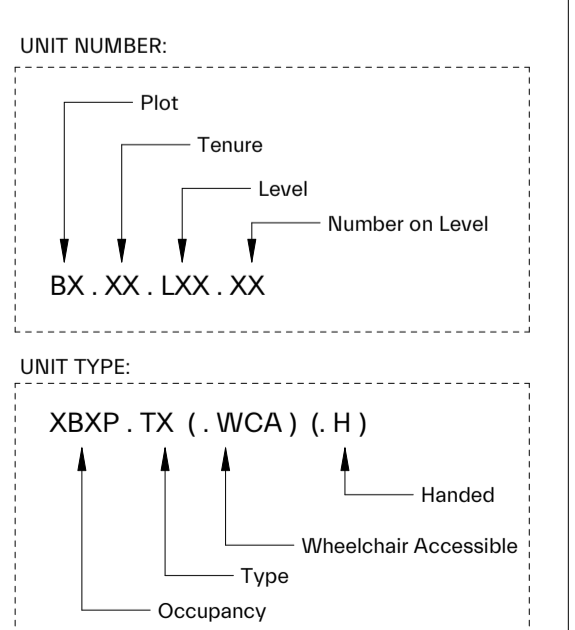 UNIT NUMBER:
Plot
Tenure
Level
Number on Level
BX . XX . LXX . XX
UNIT TYPE:
XBXP . TX ( . WCA ) (. H )
Handed
Wheelchair Accessible
Type
Occupancy